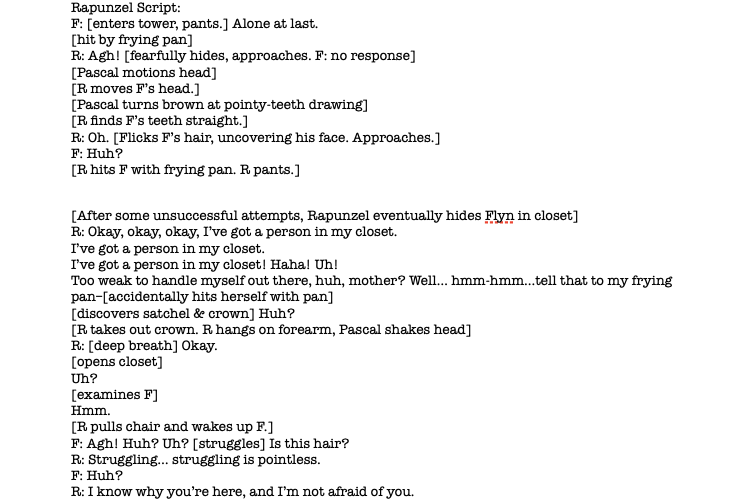 Rapunzel Script:
F: [enters tower, pants.] Alone at last.
[hit by frying pan]
R: Agh! [fearfully hides, approaches. F: no response]
[Pascal motions head]
[R moves F's head.]
[Pascal turns brown at pointy-teeth drawing]
[R finds F's teeth straight.]
R: Oh. [Flicks F's hair, uncovering his face. Approaches.]
F: Huh?
[R hits F with frying pan. R pants.]
[After some unsuccessful attempts, Rapunzel eventually hides Flyn in closet]
R: Okay, okay, okay, I've got a person in my closet.
I've got a person in my closet.
I've got a person in my closet! Haha! Uh!
Too weak to handle myself out there, huh, mother? Well... hmm-hmm...tell that to my frying
pan–[accidentally hits herself with pan]
[discovers satchel & crown] Huh?
[R takes out crown. R hangs on forearm, Pascal shakes head]
R: [deep breath] Okay.
[opens closet]
Uh?
[examines F]
Hmm.
[R pulls chair and wakes up F.]
F: Agh! Huh? Uh? [struggles] Is this hair?
R: Struggling... struggling is pointless.
F: Huh?
R: I know why you're here, and I'm not afraid of you.